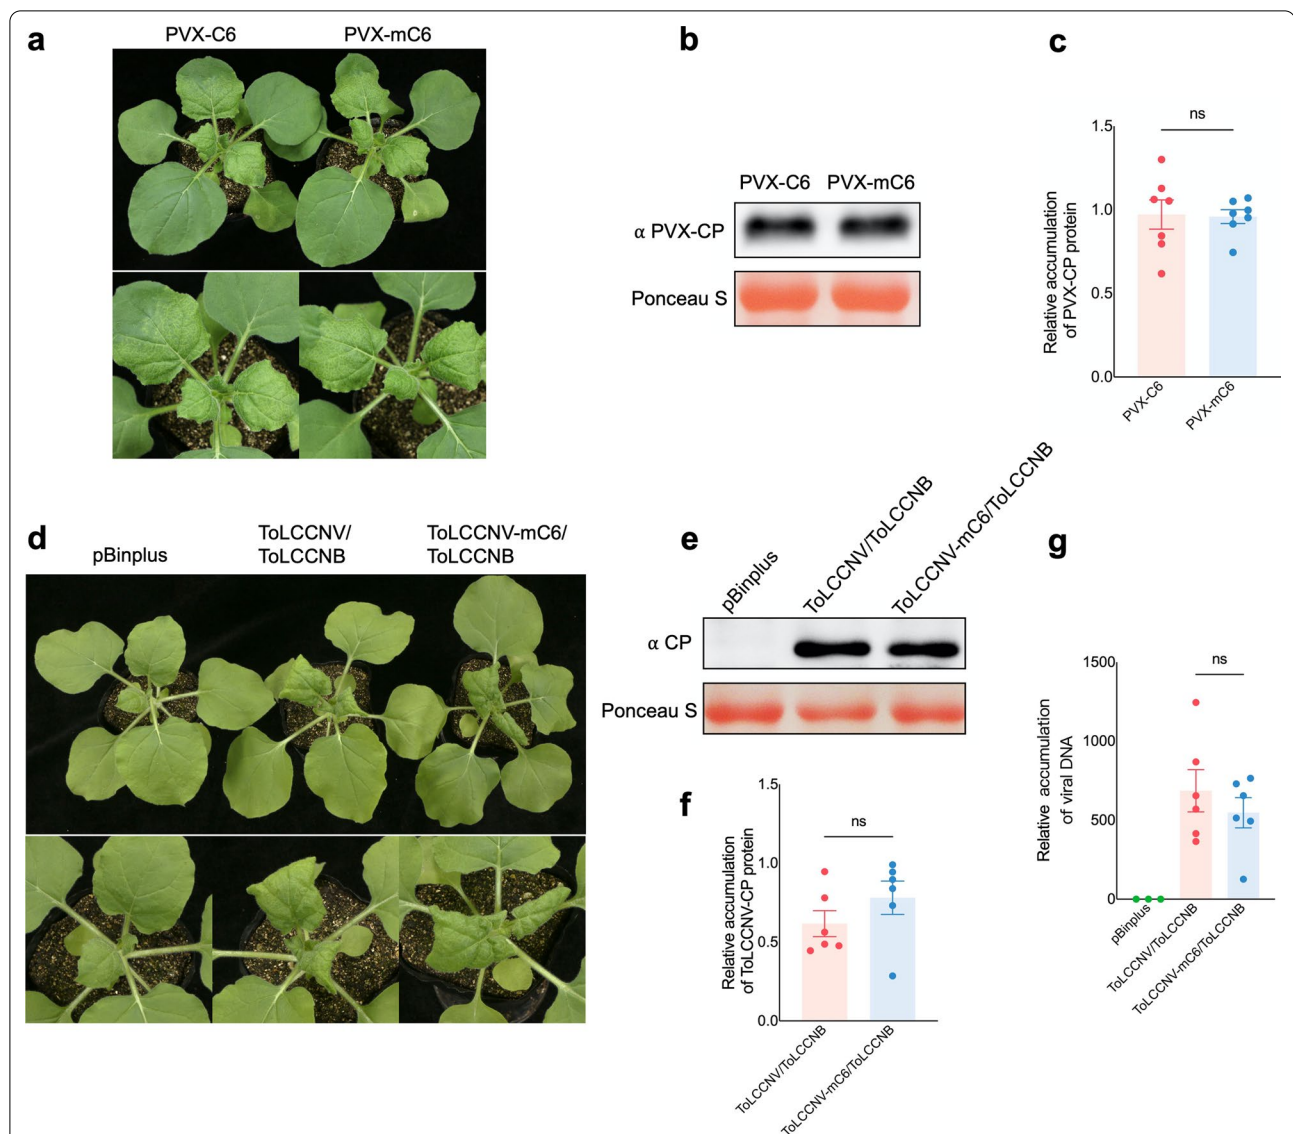 a
PVX-C6
PVX-mC6
b
PVX-C6
PVX-mC6
α PVX-CP
Ponceau S
c
ns
1.5
1.0
0.5
0.0
Relative accumulation
of PVX-CP protein
PVX-C6
PVX-mC6
d
pBinplus
ToLCCNV/
ToLCCNB
ToLCCNV-mC6/
ToLCCNB
e
pBinplus
ToLCCNV/ToLCCNB
ToLCCNV-mC6/ToLCCNB
α CP
Ponceau S
f
ns
1.5
1.0
0.5
0.0
Relative accumulation
of ToLCCNV-CP protein
ToLCCNV/ToLCCNB
ToLCCNV-mC6/ToLCCNB
g
ns
1500
1000
500
0
Relative accumulation
of viral DNA
pBinplus
ToLCCNV/ToLCCNB
ToLCCNV-mC6/ToLCCNB